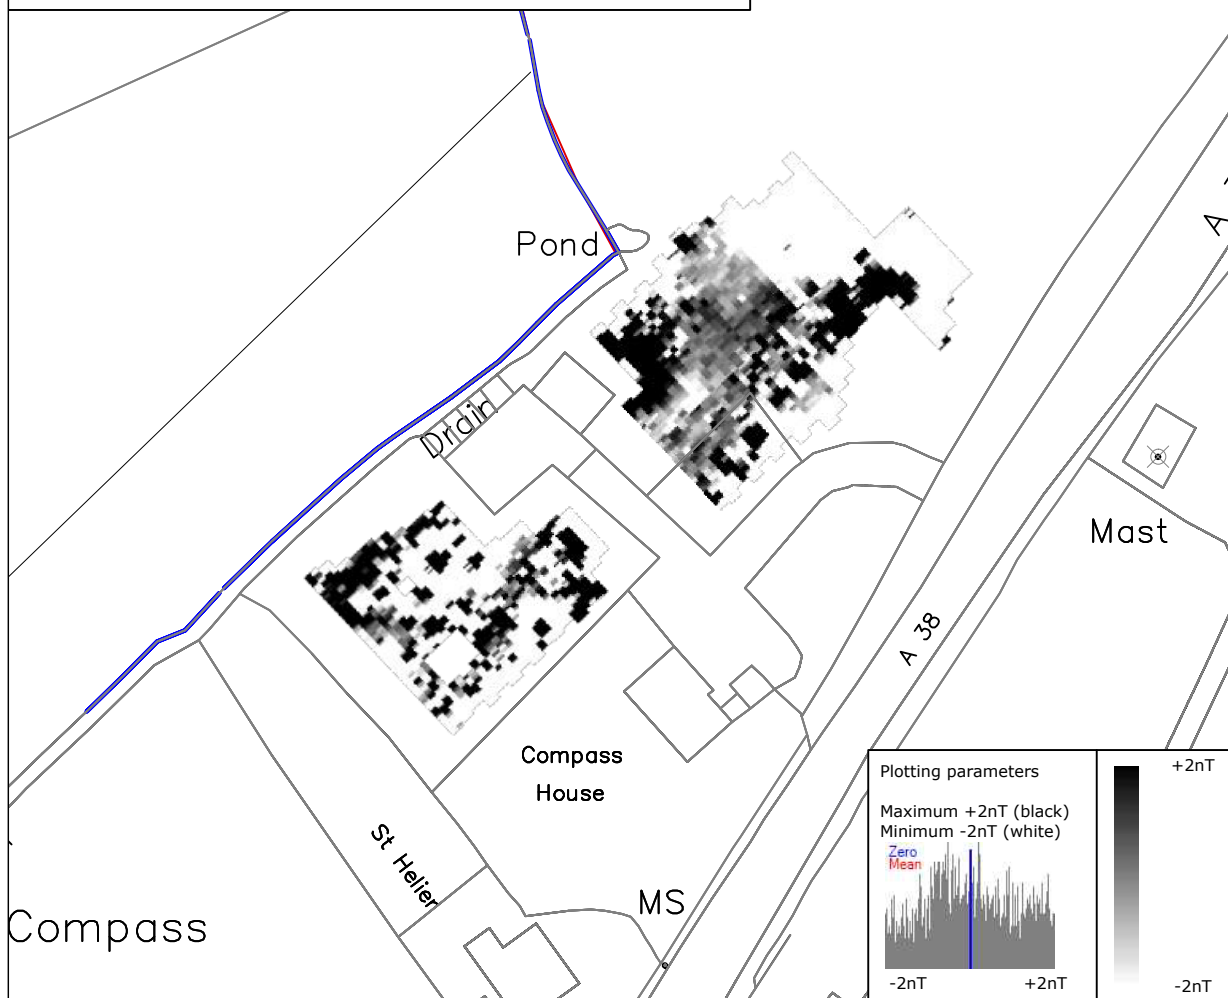 Pond
Drain
Mast
A 38
Compass
House
St Helier
MS
Compass
Plotting parameters
Maximum +2nT (black)
Minimum -2nT (white)
Zero
Mean
-2nT
+2nT
+2nT
-2nT